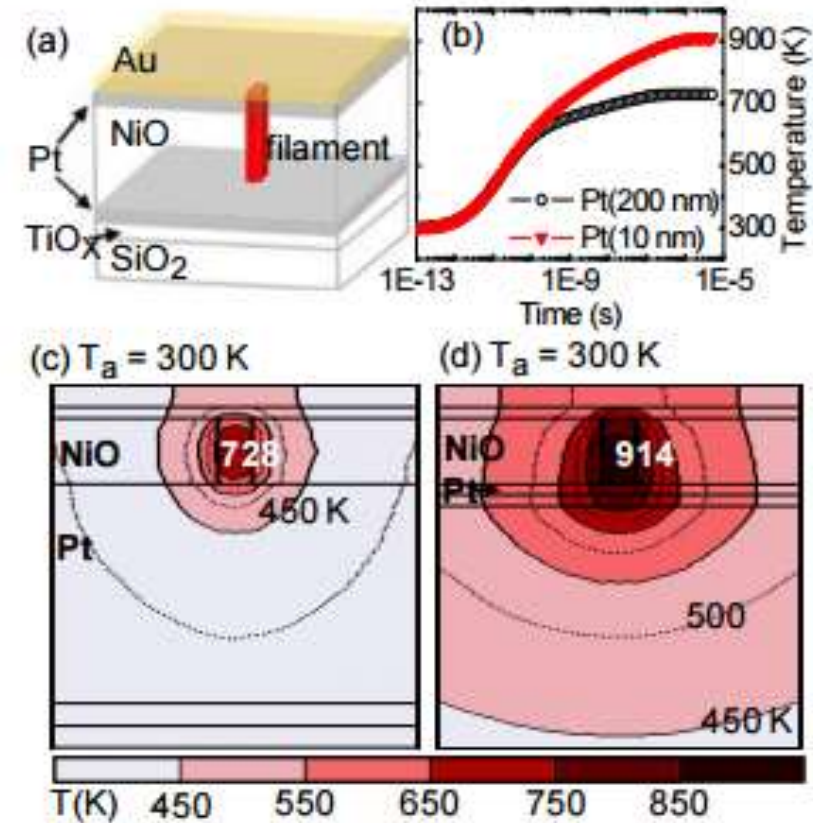 (a)
Au
NiO
Pt
filament
TiOx
SiO2
(b)
900
700
500
300
Temperature (K)
Pt(200 nm)
Pt(10 nm)
1E-13 1E-9 1E-5
Time (s)
(c) Ta = 300 K
NiO
728
450 K
Pt
(d) Ta = 300 K
NiO
914
Pt
500
450 K
T(K) 450 550 650 750 850